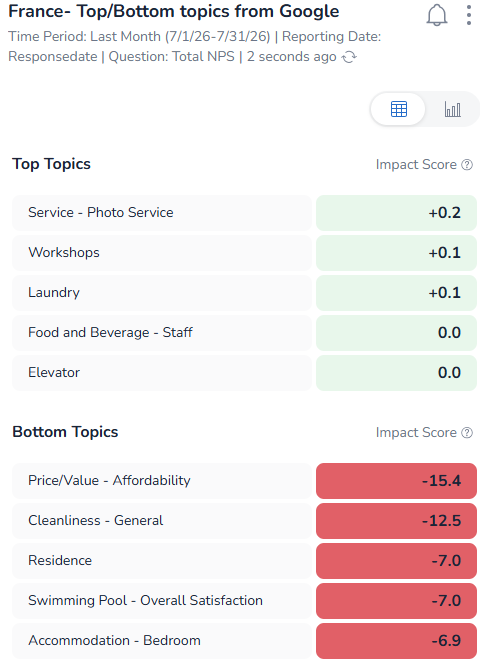 France- Top/Bottom topics from Google
Time Period: Last Month (7/1/26-7/31/26) | Reporting Date:
Responsedate | Question: Total NPS | 2 seconds ago
Top Topics Impact Score ?
Service - Photo Service +0.2
Workshops +0.1
Laundry +0.1
Food and Beverage - Staff 0.0
Elevator 0.0
Bottom Topics Impact Score ?
Price/Value - Affordability -15.4
Cleanliness - General -12.5
Residence -7.0
Swimming Pool - Overall Satisfaction -7.0
Accommodation - Bedroom -6.9